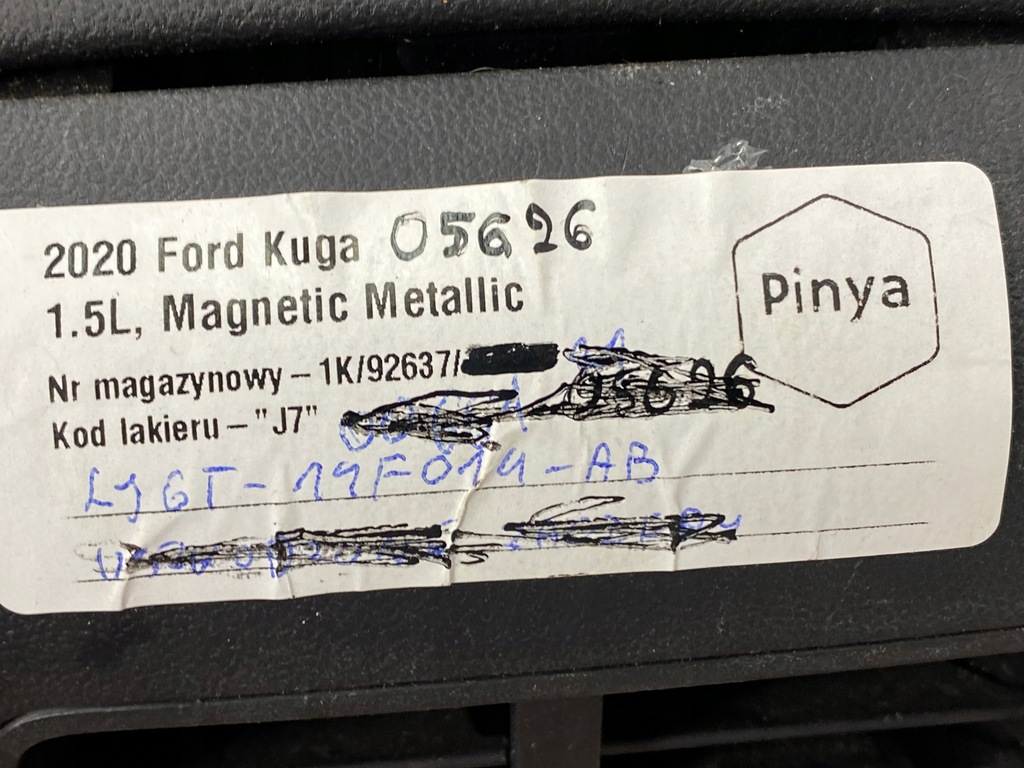 2020 Ford Kuga 05626
1.5L, Magnetic Metallic
Pinya
Nr magazynowy – 1K/92637/
Kod lakieru – "J7" 05626
LJ6T-19F014-AB